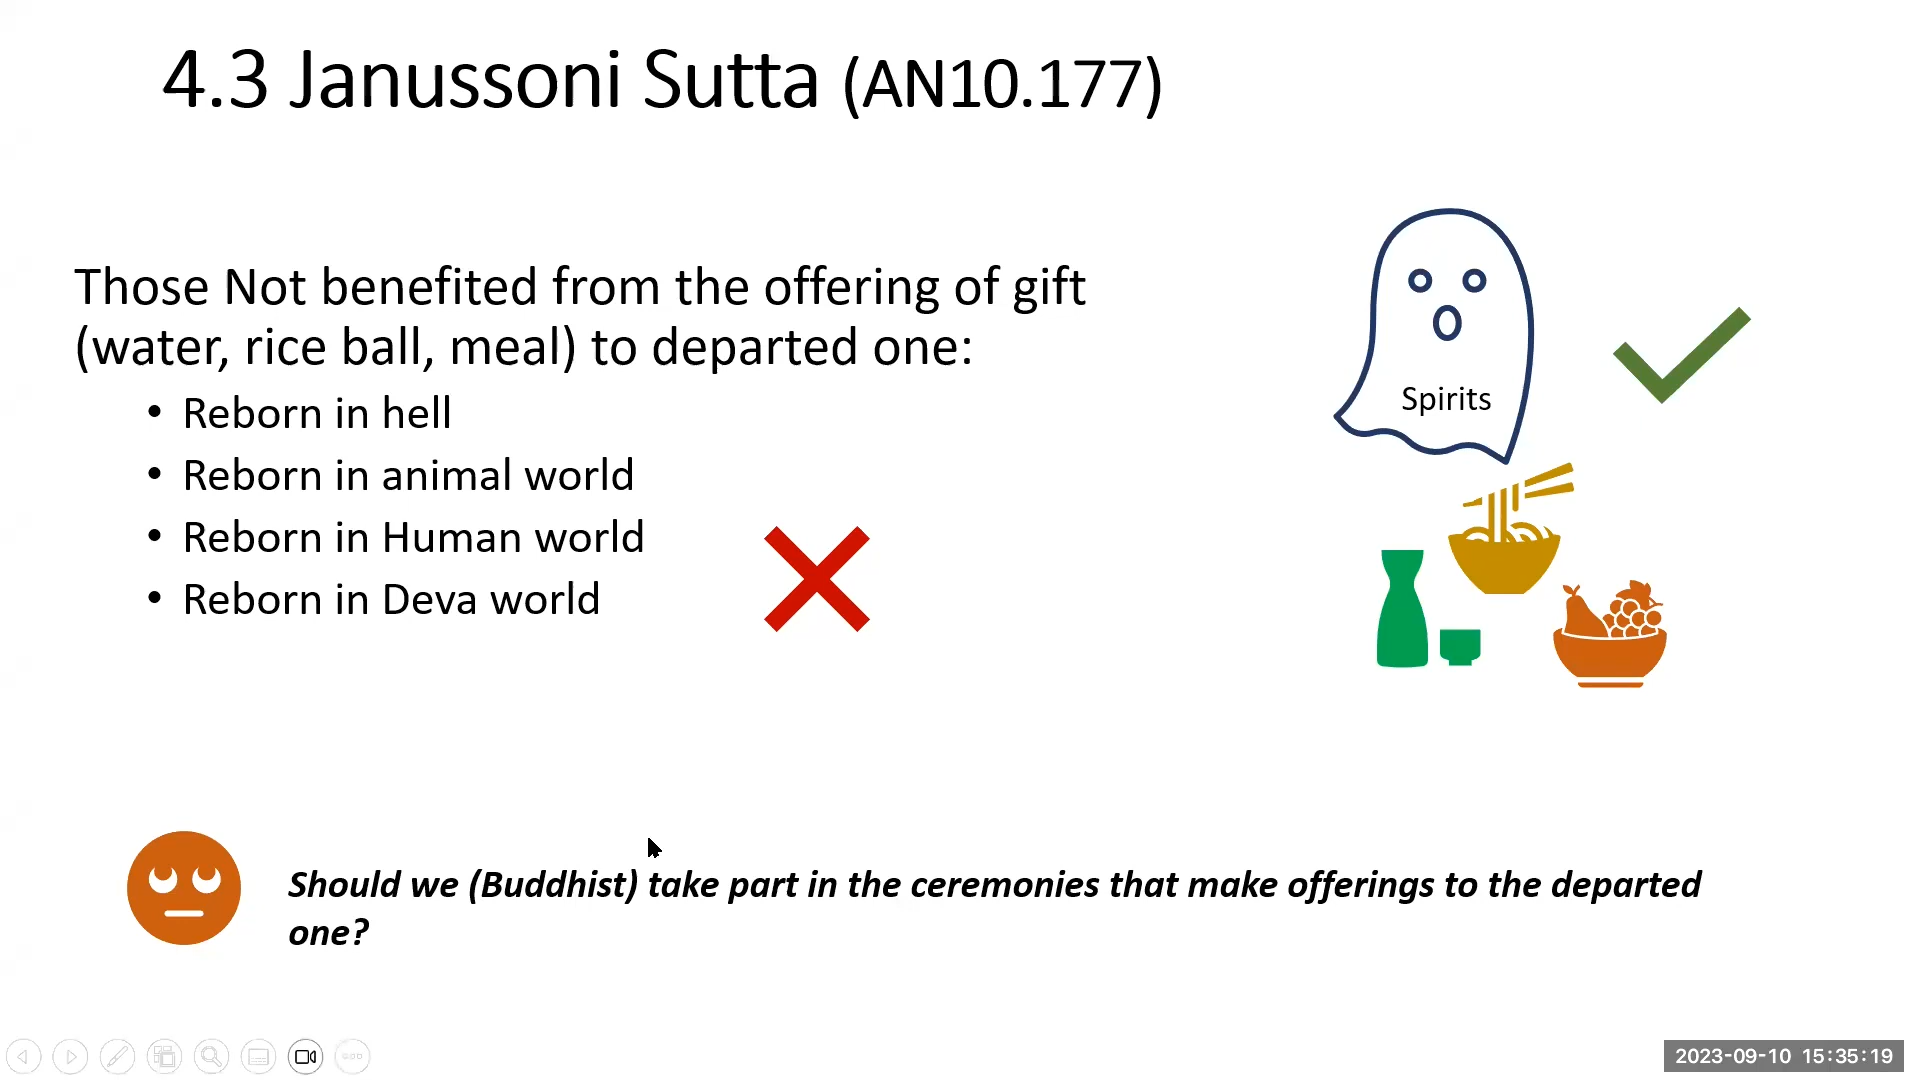 4.3 Janussoni Sutta (AN10.177)
Those Not benefited from the offering of gift
(water, rice ball, meal) to departed one:
• Reborn in hell
• Reborn in animal world
• Reborn in Human world
• Reborn in Deva world
Spirits
Should we (Buddhist) take part in the ceremonies that make offerings to the departed
one?
2023-09-10 15:35:19